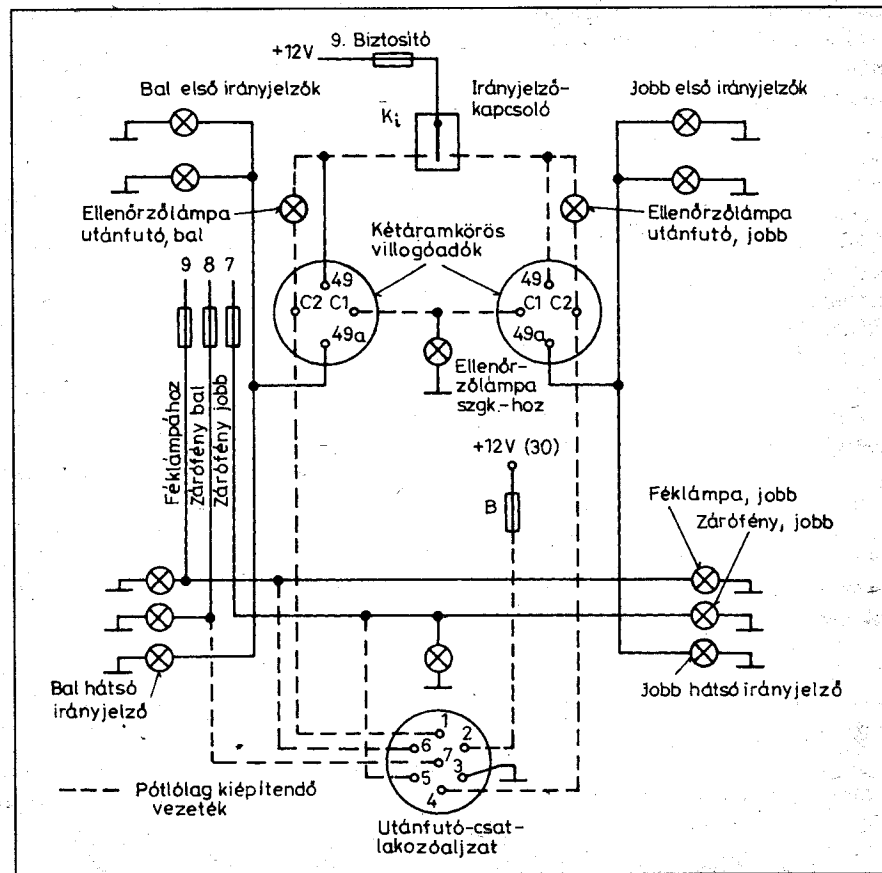 9. Biztosító
+12V
Bal első irányjelzők
Irányjelző-
kapcsoló
Jobb első irányjelzők
Ki
Ellenőrzőlámpa
utánfutó, bal
Kétáramkörös
villogóadók
Ellenőrzőlámpa
utánfutó, jobb
9 8 7
49
C2 C1
49a
49
C1 C2
49a
Ellenőr-
zőlámpa
szgk.-hoz
Féklámpához
Zárófény bal
Zárófény jobb
+12V (30)
B
Féklámpa, jobb
Zárófény, jobb
Bal hátsó
irányjelző
Jobb hátsó irányjelző
1
2
6
7
3
5
4
Pótlólag kiépítendő
vezeték
Utánfutó-csat-
lakozóaljzat